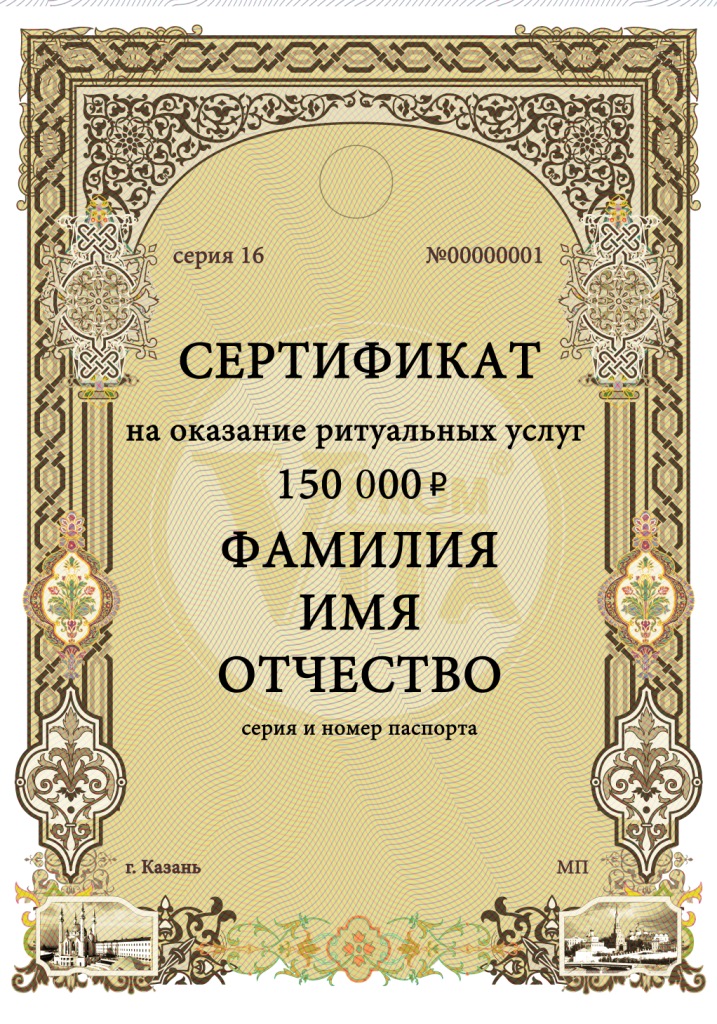 серия 16 №00000001
СЕРТИФИКАТ
на оказание ритуальных услуг
150 000 ₽
ФАМИЛИЯ
ИМЯ
ОТЧЕСТВО
серия и номер паспорта
г. Казань МП